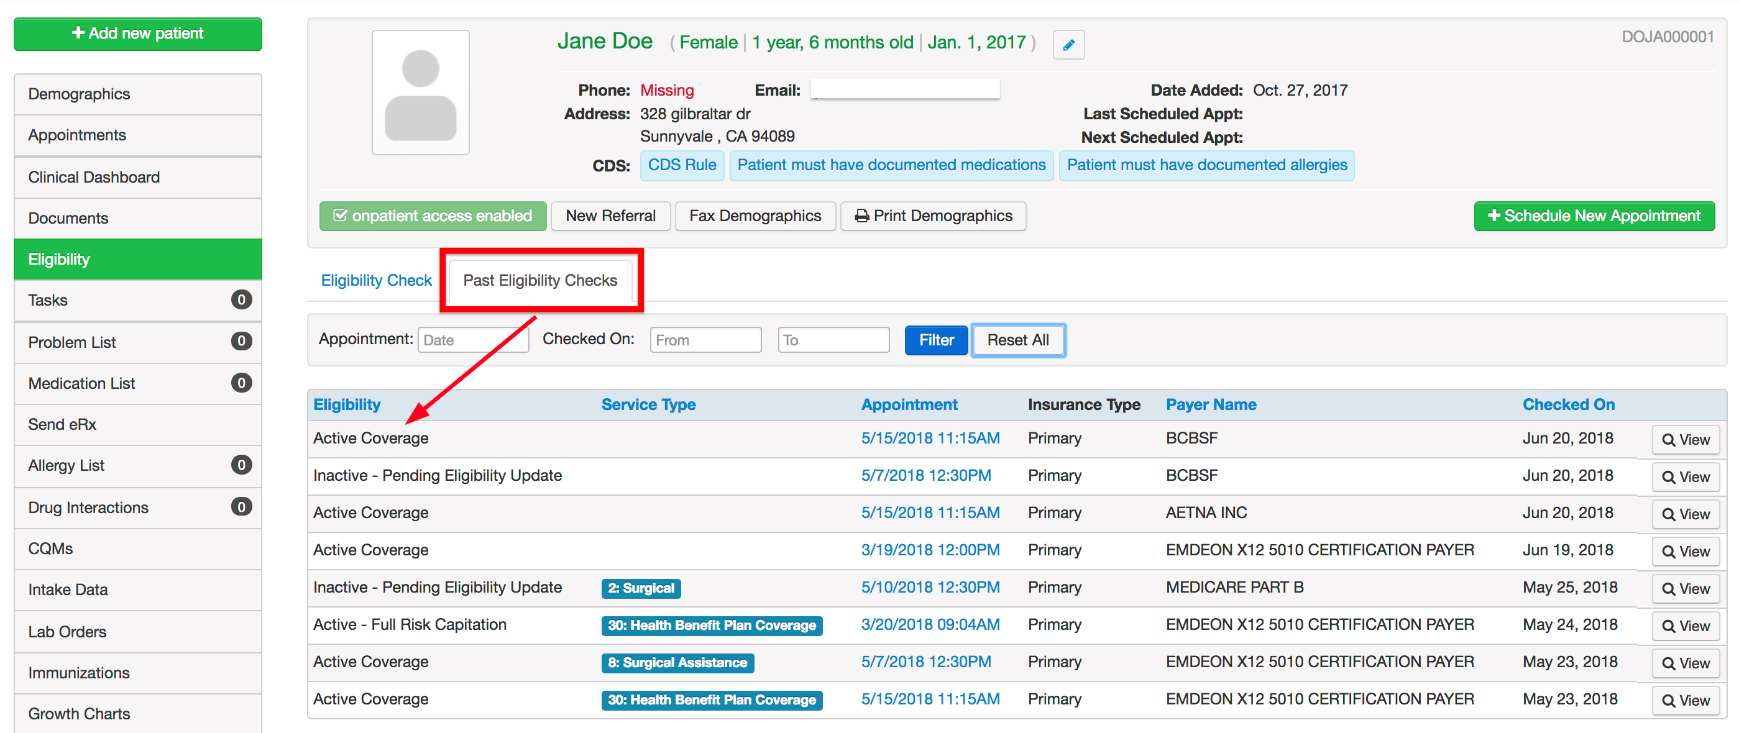 Add new patient
Demographics
Appointments
Clinical Dashboard
Documents
Eligibility
Tasks 0
Problem List 0
Medication List 0
Send eRx
Allergy List 0
Drug Interactions 0
CQMs
Intake Data
Lab Orders
Immunizations
Growth Charts
Jane Doe ( Female | 1 year, 6 months old | Jan. 1, 2017 )
DOJA000001
Phone: Missing Email: Date Added: Oct. 27, 2017
Address: 328 gilbraltar dr Last Scheduled Appt:
Sunnyvale , CA 94089 Next Scheduled Appt:
CDS: CDS Rule Patient must have documented medications Patient must have documented allergies
onpatient access enabled New Referral Fax Demographics Print Demographics Schedule New Appointment
Eligibility Check Past Eligibility Checks
Appointment: Date Checked On: From To Filter Reset All
Eligibility Service Type Appointment Insurance Type Payer Name Checked On
Active Coverage 5/15/2018 11:15AM Primary BCBSF Jun 20, 2018 View
Inactive - Pending Eligibility Update 5/7/2018 12:30PM Primary BCBSF Jun 20, 2018 View
Active Coverage 5/15/2018 11:15AM Primary AETNA INC Jun 20, 2018 View
Active Coverage 3/19/2018 12:00PM Primary EMDEON X12 5010 CERTIFICATION PAYER Jun 19, 2018 View
Inactive - Pending Eligibility Update 2: Surgical 5/10/2018 12:30PM Primary MEDICARE PART B May 25, 2018 View
Active - Full Risk Capitation 30: Health Benefit Plan Coverage 3/20/2018 09:04AM Primary EMDEON X12 5010 CERTIFICATION PAYER May 24, 2018 View
Active Coverage 8: Surgical Assistance 5/7/2018 12:30PM Primary EMDEON X12 5010 CERTIFICATION PAYER May 23, 2018 View
Active Coverage 30: Health Benefit Plan Coverage 5/15/2018 11:15AM Primary EMDEON X12 5010 CERTIFICATION PAYER May 23, 2018 View